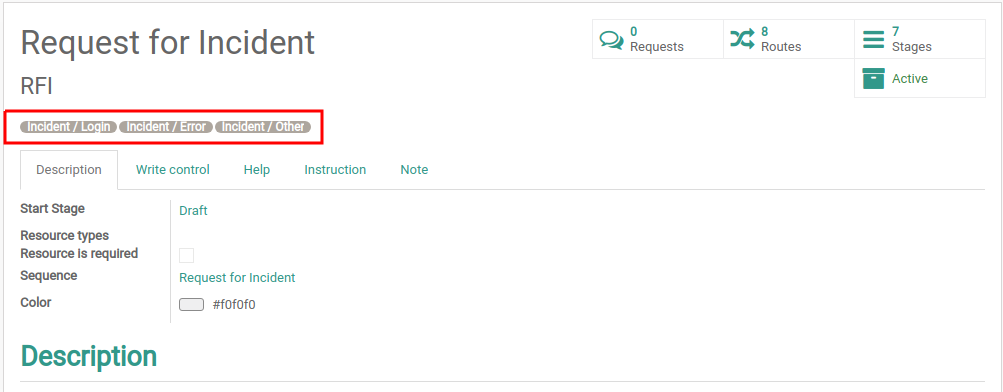 Request for Incident
0
Requests
8
Routes
7
Stages
RFI
Active
Incident / Login Incident / Error Incident / Other
Description Write control Help Instruction Note
Start Stage Draft
Resource types
Resource is required
Sequence Request for Incident
Color #f0f0f0
Description